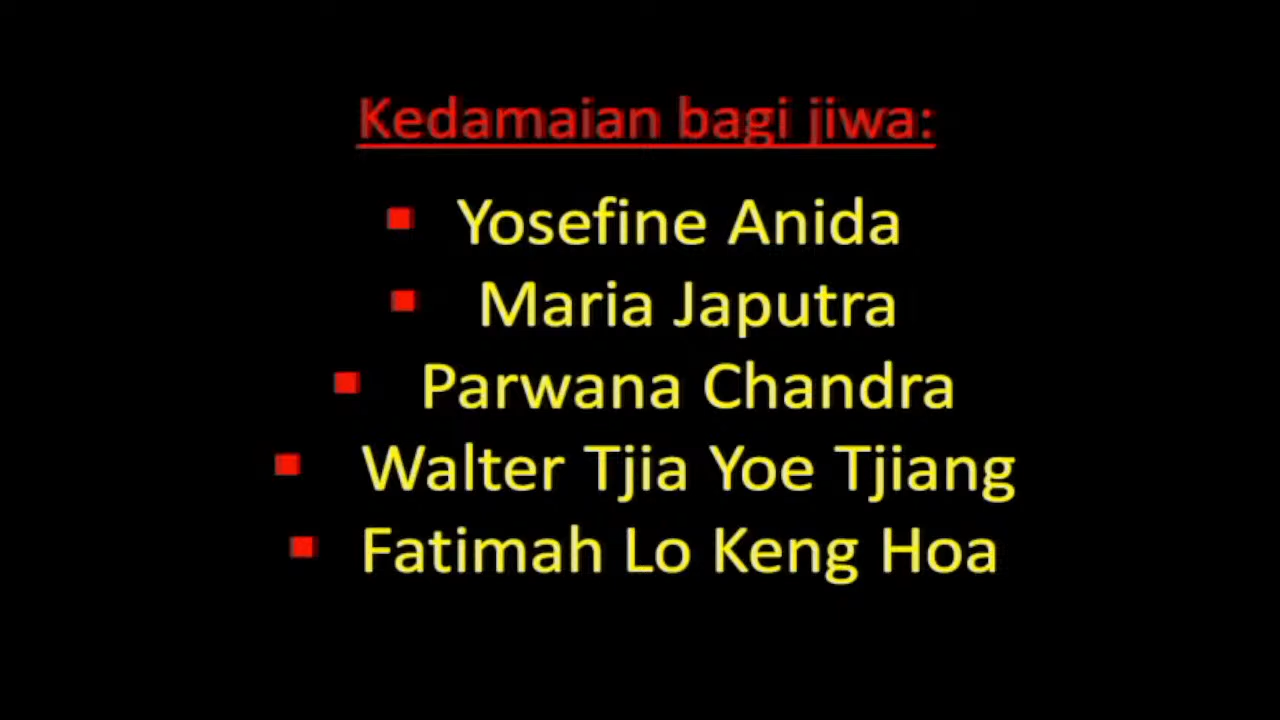 Kedamaian bagi jiwa:
▪ Yosefine Anida
▪ Maria Japutra
▪ Parwana Chandra
▪ Walter Tjia Yoe Tjiang
▪ Fatimah Lo Keng Hoa